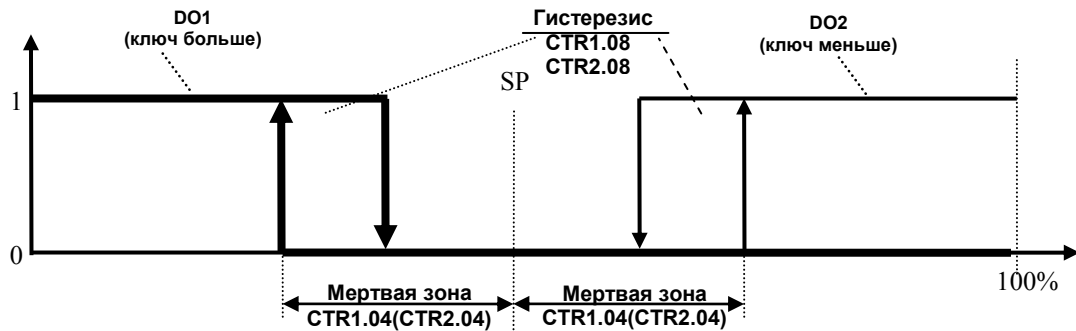 DO1
(ключ больше)
Гистерезис
CTR1.08
CTR2.08
DO2
(ключ меньше)
SP
1
0
100%
Мертвая зона
CTR1.04(CTR2.04)
Мертвая зона
CTR1.04(CTR2.04)